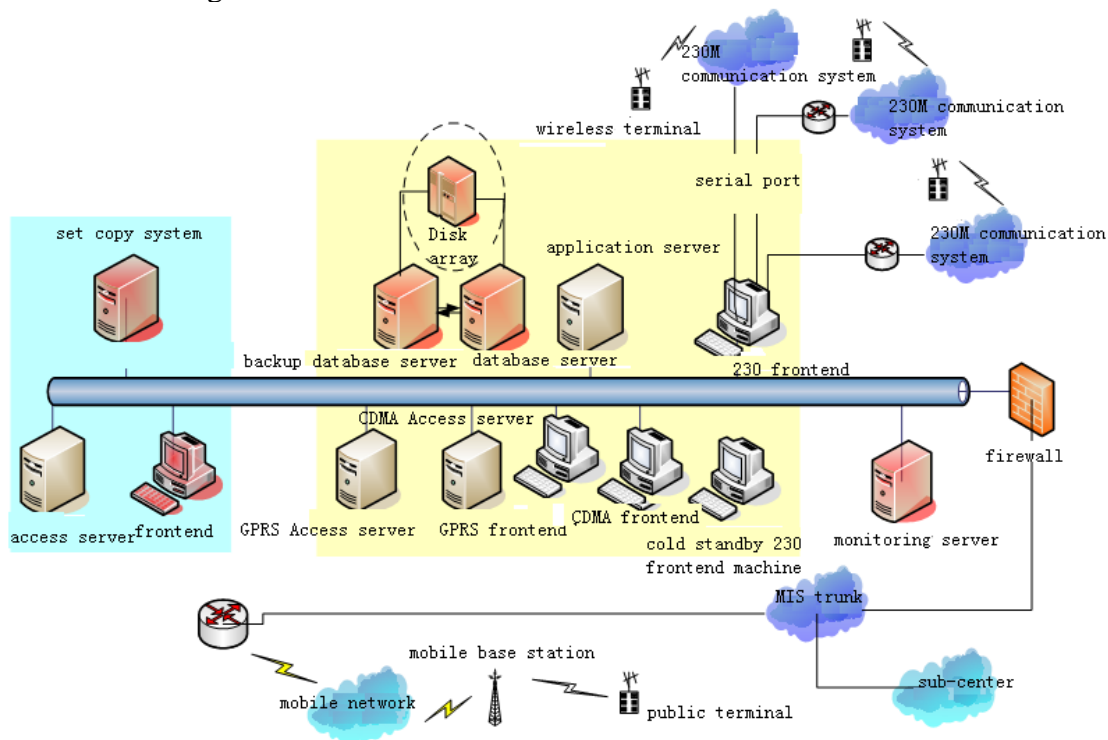 230M
communication system
230M communication
system
wireless terminal
serial port
230M communication
system
set copy system
Disk
array
application server
backup database server
database server
230 frontend
CDMA Access server
firewall
access server
frontend
GPRS Access server
GPRS frontend
CDMA frontend
cold standby 230
frontend machine
monitoring server
MIS trunk
mobile base station
mobile network
public terminal
sub-center